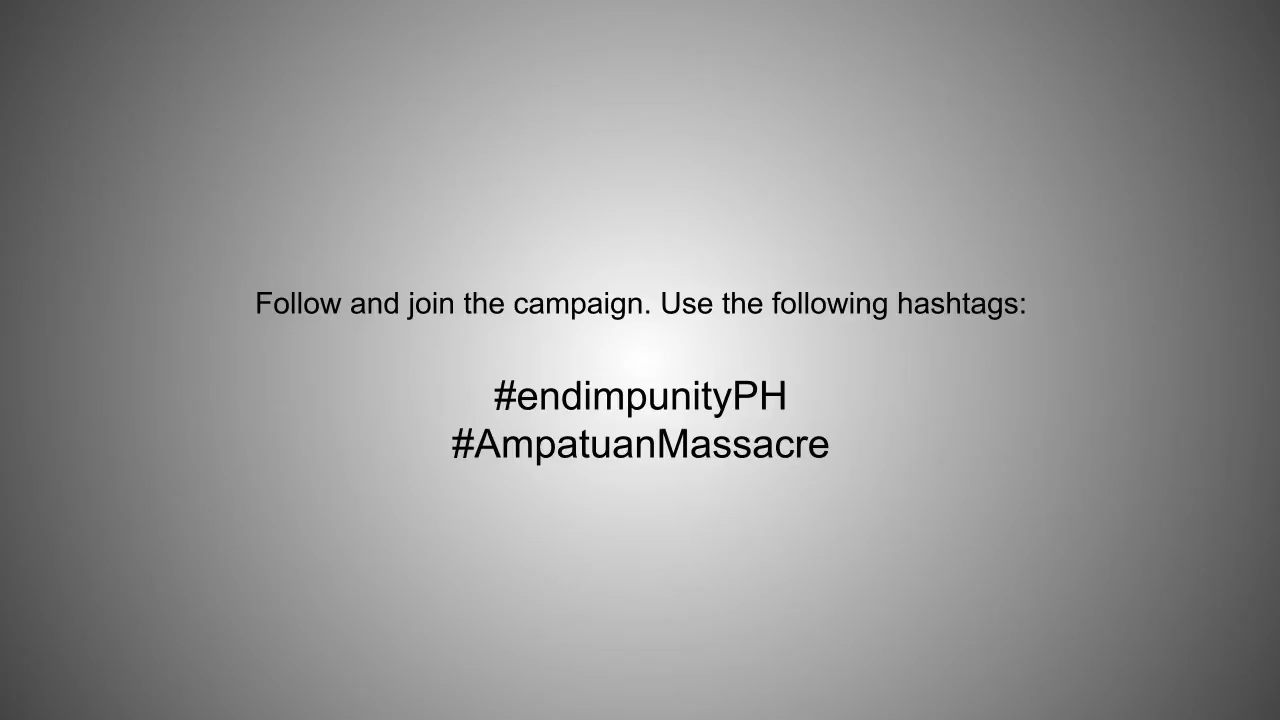 Follow and join the campaign. Use the following hashtags:
#endimpunityPH
#AmpatuanMassacre